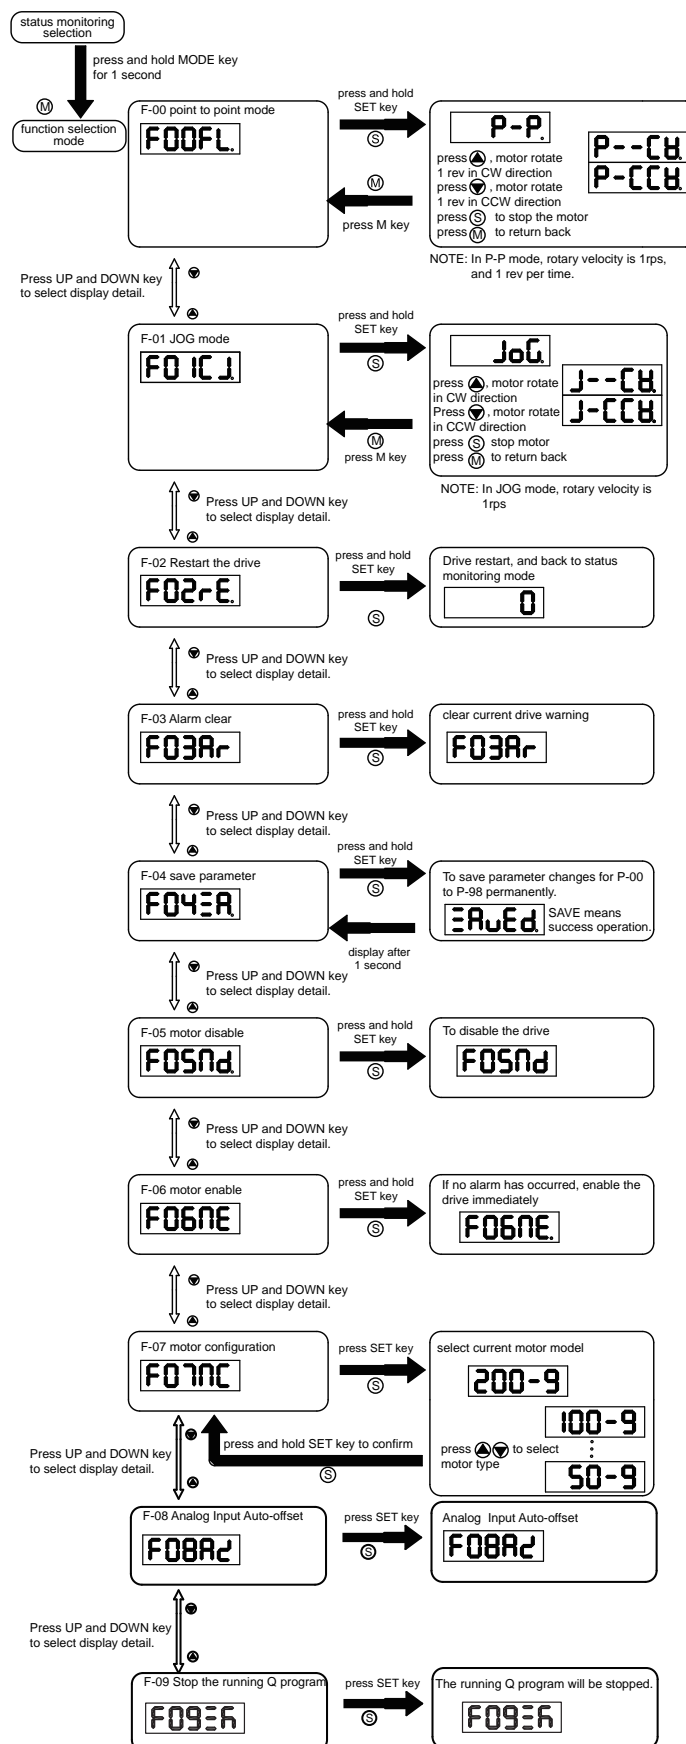 status monitoring
selection
press and hold MODE key
for 1 second
M
function selection
mode
F-00 point to point mode
F00FL.
press and hold
SET key
S
M
press M key
P-P.
P--CW.
P-CCW.
press ▲, motor rotate
1 rev in CW direction
press ▼, motor rotate
1 rev in CCW direction
press S to stop the motor
press M to return back
NOTE: In P-P mode, rotary velocity is 1rps,
and 1 rev per time.
Press UP and DOWN key
to select display detail.
F-01 JOG mode
F01CJ.
press and hold
SET key
S
M
press M key
JoG.
J--CW.
J-CCW.
press ▲, motor rotate
in CW direction
Press ▼, motor rotate
in CCW direction
press S stop motor
press M to return back
NOTE: In JOG mode, rotary velocity is
1rps
Press UP and DOWN key
to select display detail.
F-02 Restart the drive
F02rE.
press and hold
SET key
S
Drive restart, and back to status
monitoring mode
0
Press UP and DOWN key
to select display detail.
F-03 Alarm clear
F03Ar
press and hold
SET key
S
clear current drive warning
F03Ar
Press UP and DOWN key
to select display detail.
F-04 save parameter
F04SA.
press and hold
SET key
S
display after
1 second
To save parameter changes for P-00
to P-98 permanently.
SAvEd.
SAVE means
success operation.
Press UP and DOWN key
to select display detail.
F-05 motor disable
F05Md.
press and hold
SET key
S
To disable the drive
F05Md
Press UP and DOWN key
to select display detail.
F-06 motor enable
F06ME
press and hold
SET key
S
If no alarm has occurred, enable the
drive immediately
F06ME.
Press UP and DOWN key
to select display detail.
F-07 motor configuration
F07MC
press SET key
S
select current motor model
200-9
100-9
50-9
press ▲▼ to select
motor type
press and hold SET key to confirm
S
Press UP and DOWN key
to select display detail.
F-08 Analog Input Auto-offset
F08Az
press SET key
S
Analog Input Auto-offset
F08Az
Press UP and DOWN key
to select display detail.
F-09 Stop the running Q program
F09Sh
press SET key
S
The running Q program will be stopped.
F09Sh